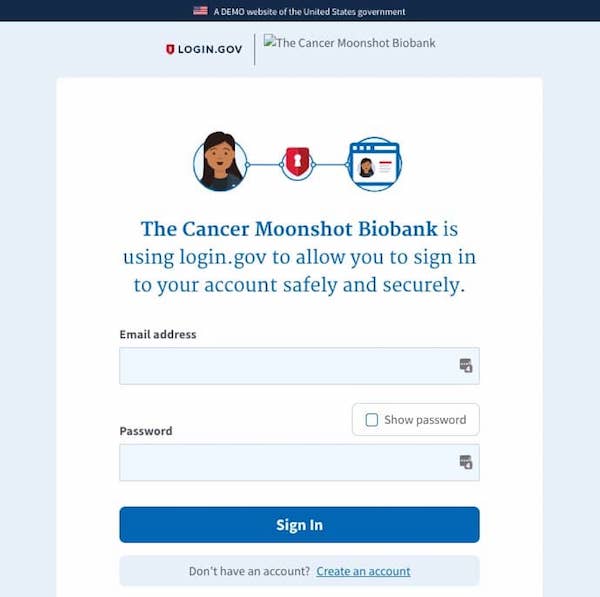 A DEMO website of the United States government
LOGIN.GOV The Cancer Moonshot Biobank
The Cancer Moonshot Biobank is
using login.gov to allow you to sign in
to your account safely and securely.
Email address
Show password
Password
Sign In
Don't have an account? Create an account